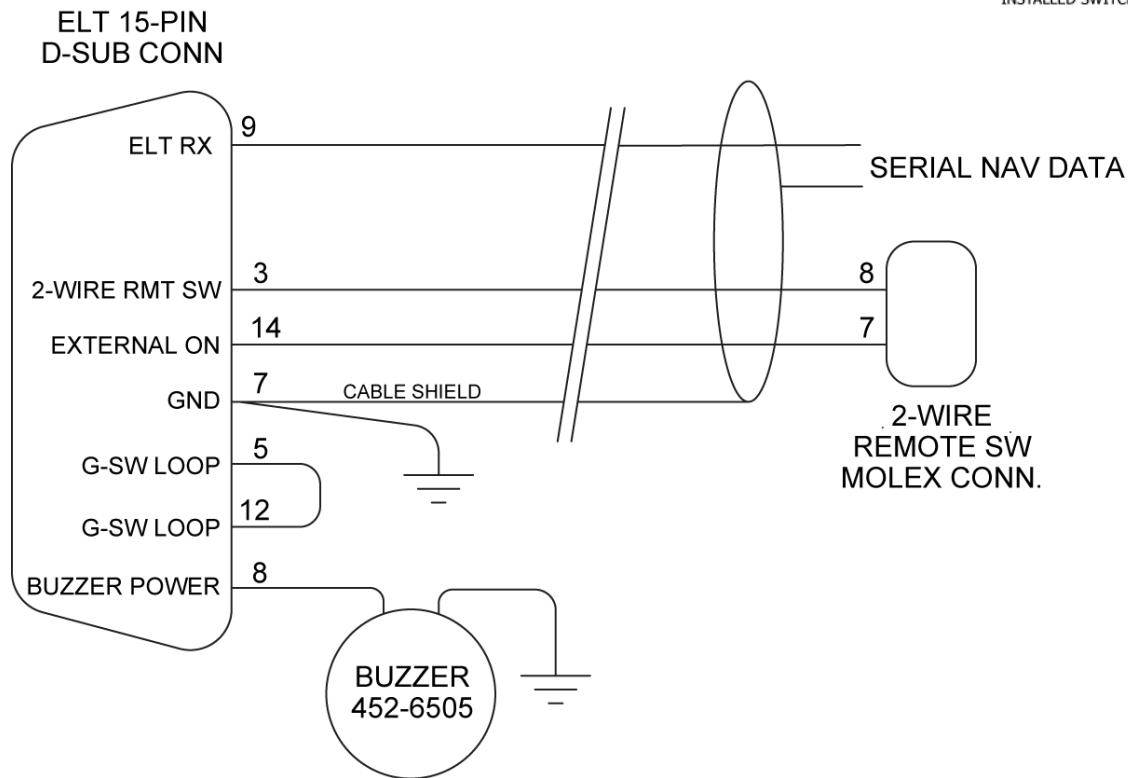 INSTALLED SWITC
ELT 15-PIN
D-SUB CONN
ELT RX
9
SERIAL NAV DATA
2-WIRE RMT SW
3
8
EXTERNAL ON
14
7
GND
7
CABLE SHIELD
2-WIRE
REMOTE SW
MOLEX CONN.
G-SW LOOP
5
G-SW LOOP
12
BUZZER POWER
8
BUZZER
452-6505